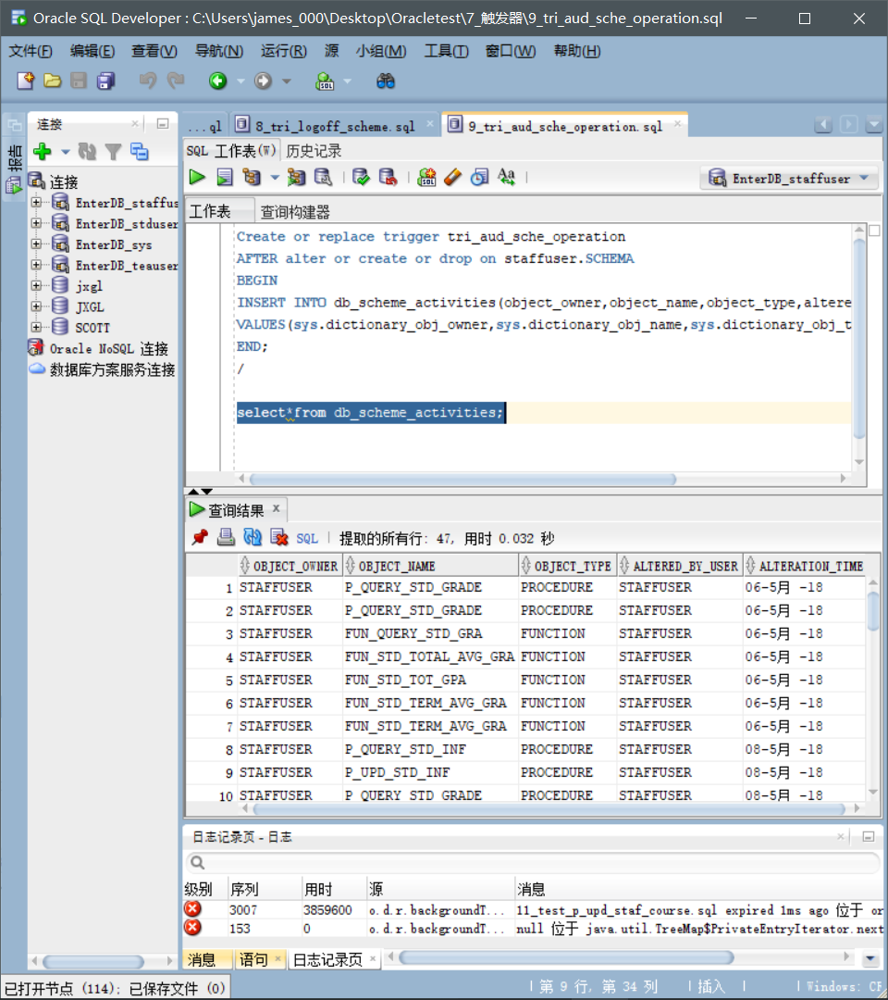 Oracle SQL Developer : C:\Users\james_000\Desktop\Oracletest\7_触发器\9_tri_aud_sche_operation.sql
文件(F) 编辑(E) 查看(V) 导航(N) 运行(R) 源 小组(M) 工具(T) 窗口(W) 帮助(H)
报告
连接
连接
EnterDB_staffus
EnterDB_stduser
EnterDB_sys
EnterDB_teauser
jxgl
JXGL
SCOTT
Oracle NoSQL 连接
数据库方案服务连接
...ql 8_tri_logoff_scheme.sql 9_tri_aud_sche_operation.sql
SQL 工作表(W) 历史记录
EnterDB_staffuser
工作表 查询构建器
Create or replace trigger tri_aud_sche_operation
AFTER alter or create or drop on staffuser.SCHEMA
BEGIN
INSERT INTO db_scheme_activities(object_owner,object_name,object_type,altere
VALUES(sys.dictionary_obj_owner,sys.dictionary_obj_name,sys.dictionary_obj_t
END;
/
select*from db_scheme_activities;
查询结果
SQL | 提取的所有行: 47, 用时 0.032 秒
OBJECT_OWNER OBJECT_NAME OBJECT_TYPE ALTERED_BY_USER ALTERATION_TIME
1 STAFFUSER P_QUERY_STD_GRADE PROCEDURE STAFFUSER 06-5月 -18
2 STAFFUSER P_QUERY_STD_GRADE PROCEDURE STAFFUSER 06-5月 -18
3 STAFFUSER FUN_QUERY_STD_GRA FUNCTION STAFFUSER 06-5月 -18
4 STAFFUSER FUN_STD_TOTAL_AVG_GRA FUNCTION STAFFUSER 06-5月 -18
5 STAFFUSER FUN_STD_TOT_GPA FUNCTION STAFFUSER 06-5月 -18
6 STAFFUSER FUN_STD_TERM_AVG_GRA FUNCTION STAFFUSER 06-5月 -18
7 STAFFUSER FUN_STD_TERM_AVG_GRA FUNCTION STAFFUSER 06-5月 -18
8 STAFFUSER P_QUERY_STD_INF PROCEDURE STAFFUSER 08-5月 -18
9 STAFFUSER P_UPD_STD_INF PROCEDURE STAFFUSER 08-5月 -18
10 STAFFUSER P_QUERY_STD_GRADE PROCEDURE STAFFUSER 08-5月 -18
日志记录页 - 日志
级别 序列 用时 源 消息
3007 3859600 o.d.r.backgroundT... 11_test_p_upd_staf_course.sql expired 1ms ago 位于 or
153 0 o.d.r.backgroundT... null 位于 java.util.TreeMap$PrivateEntryIterator.next
消息 语句 日志记录页
已打开节点 (114); 已保存文件 (0) | 第 9 行, 第 34 列 | 插入 | | Windows: CF